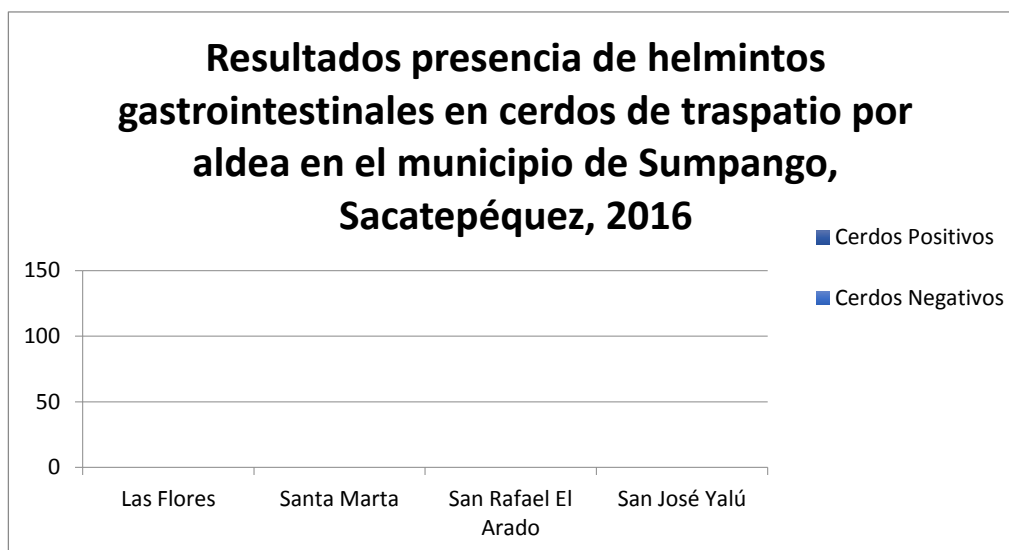 Resultados presencia de helmintos
gastrointestinales en cerdos de traspatio por
aldea en el municipio de Sumpango,
Sacatepéquez, 2016
Cerdos Positivos
Cerdos Negativos
150
100
50
0
Las Flores
Santa Marta
San Rafael El
Arado
San José Yalú